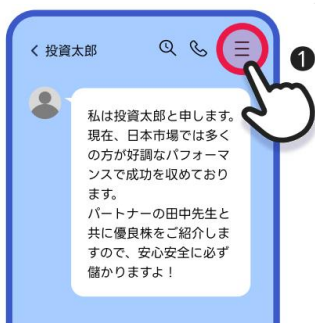 投資太郎
❶
私は投資太郎と申します。
現在、日本市場では多く
の方が好調なパフォーマ
ンスで成功を収めており
ます。
パートナーの田中先生と
共に優良株をご紹介しま
すので、安心安全に必ず
儲かりますよ！